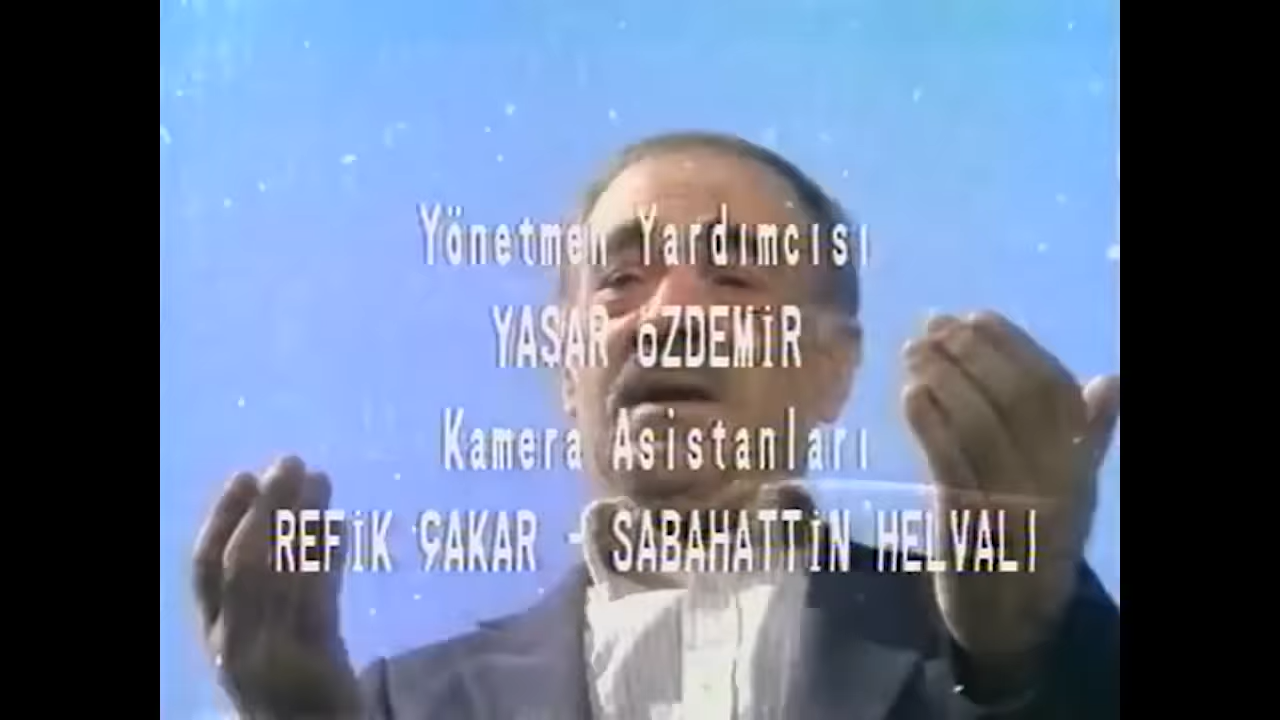 Yönetmen Yardımcısı
YAŞAR ÖZDEMİR
Kamera Asistanları
REFİK ÇAKAR - SABAHATTİN HELVALI